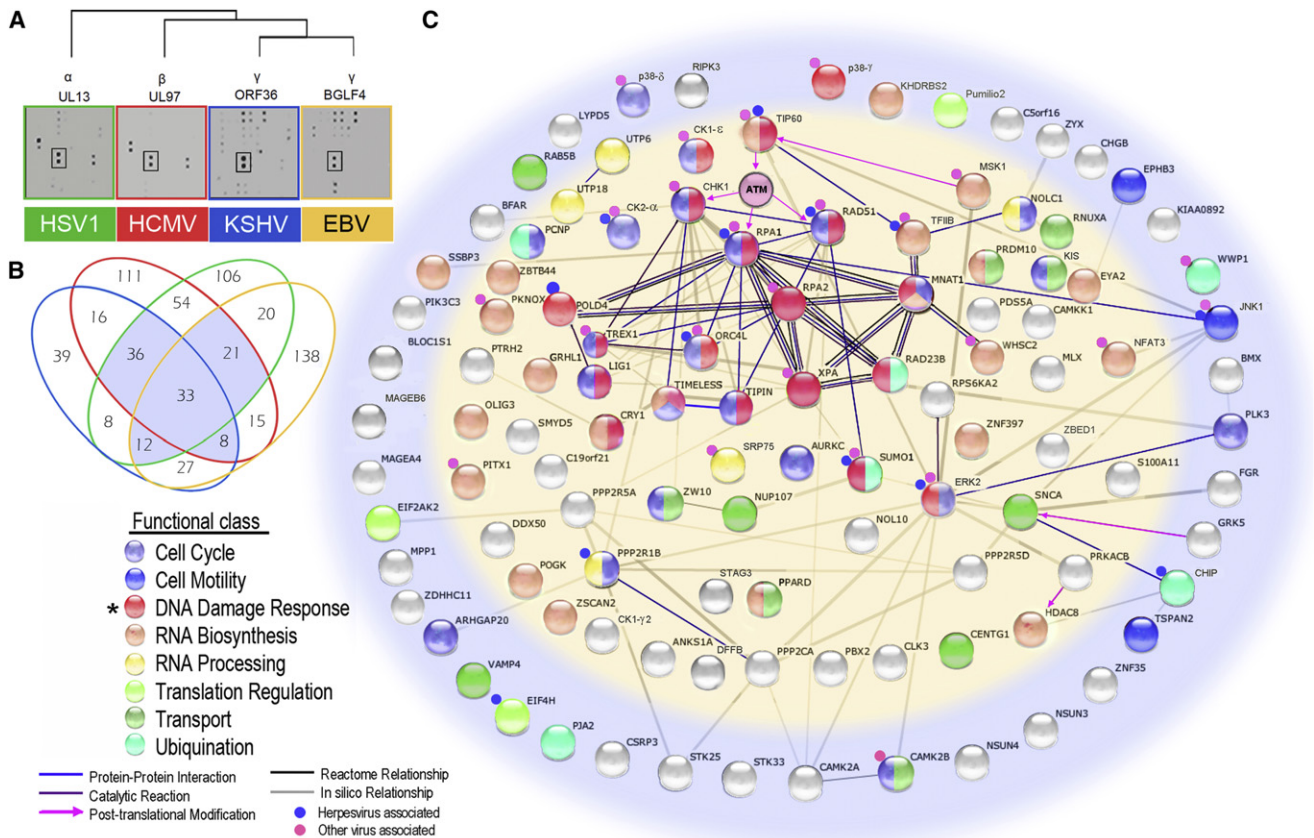 A
α
β
γ
γ
UL13
UL97
ORF36
BGLF4
HSV1
HCMV
KSHV
EBV
B
111
106
54
16
20
39
36
21
138
33
8
15
12
8
27
Functional class
Cell Cycle
Cell Motility
* DNA Damage Response
RNA Biosynthesis
RNA Processing
Translation Regulation
Transport
Ubiquination
Protein-Protein Interaction
Catalytic Reaction
Post-translational Modification
Reactome Relationship
In silico Relationship
Herpesvirus associated
Other virus associated
C
p38-δ
RIPK3
p38-γ
KHDRBS2
Pumilio2
C5orf16
ZYX
CHGB
EPHB3
KIAA0892
WWP1
JNK1
BMX
PLK3
FGR
GRK5
CHIP
TSPAN2
ZNF35
NSUN3
NSUN4
CAMK2B
CAMK2A
STK33
STK25
CSRP3
PJA2
EIF4H
VAMP4
ARHGAP20
ZDHHC11
MPP1
EIF2AK2
MAGEA4
MAGEB6
BLOC1S1
PIK3C3
SSBP3
BFAR
RAB5B
LYPD5
UTP6
UTP18
CK1-ε
TIP60
ATM
CHK1
CK2-α
PCNP
RAD51
MSK1
TFIIB
NOLC1
RNUXA
RPA1
ZBTB44
PRDM10
KIS
EYA2
PKNOX
POLD4
RPA2
MNAT1
PDS5A
CAMKK1
TREX1
ORC4L
WHSC2
NFAT3
PTRH2
GRHL1
LIG1
XPA
RAD23B
MLX
RPS6KA2
TIMELESS
TIPIN
OLIG3
CRY1
SMYD5
ZNF397
ZBED1
S100A11
C19orf21
SRP75
AURKC
SUMO1
PITX1
ERK2
SNCA
ZW10
NUP107
PPP2R5A
NOL10
DDX50
PPP2R5D
PRKACB
PPP2R1B
POGK
STAG3
PPARD
HDAC8
ZSCAN2
CK1-γ2
CENTG1
ANKS1A
DFFB
PPP2CA
PBX2
CLK3